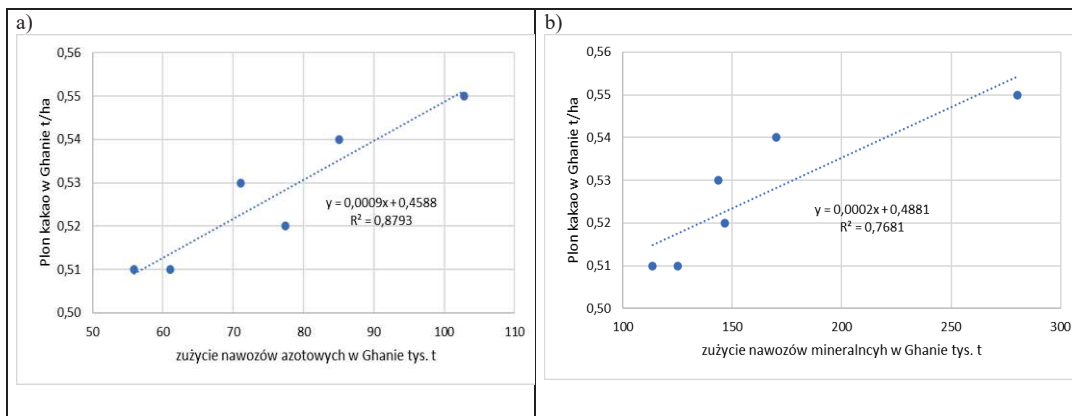 a)
0,56
0,55
0,54
0,53
0,52
0,51
0,50
Plon kakao w Ghanie t/ha
y = 0,0009x + 0,4588
R² = 0,8793
50 60 70 80 90 100 110
zużycie nawozów azotowych w Ghanie tys. t
b)
0,56
0,55
0,54
0,53
0,52
0,51
0,50
Plon kakao w Ghanie t/ha
y = 0,0002x + 0,4881
R² = 0,7681
100 150 200 250 300
zużycie nawozów mineralncyh w Ghanie tys. t